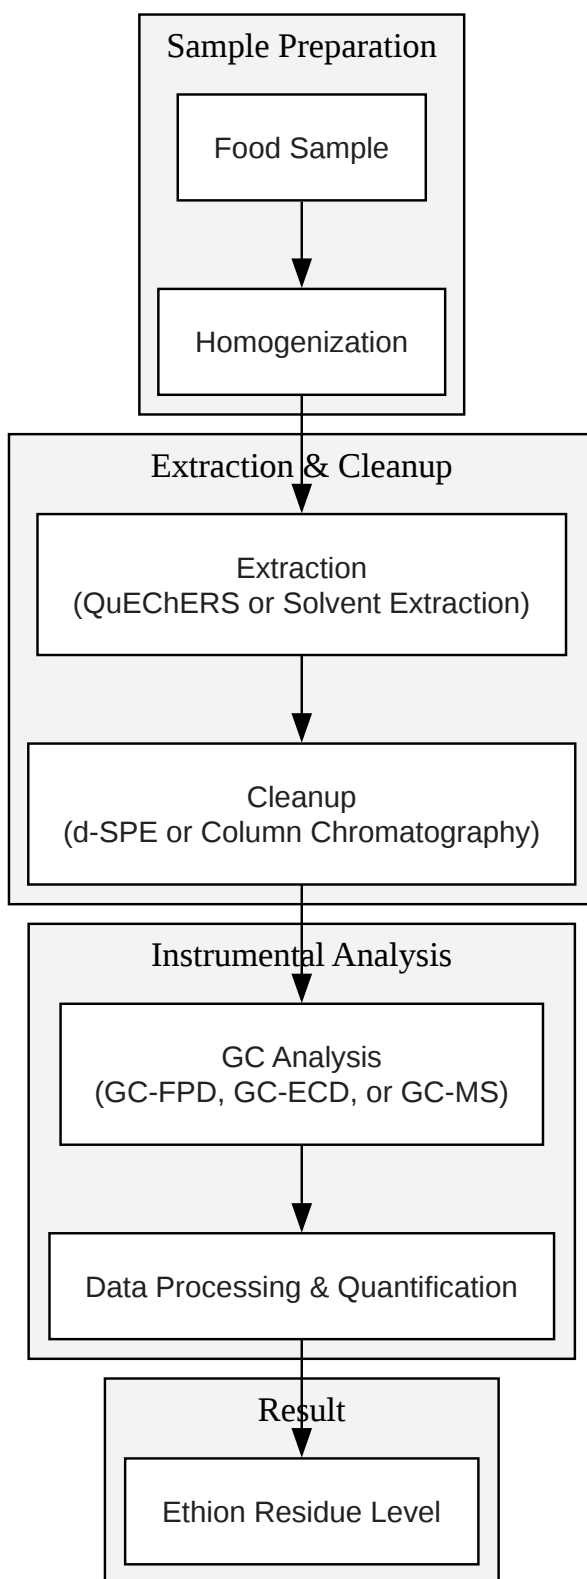 Sample Preparation
Food Sample
Homogenization
Extraction & Cleanup
Extraction
(QuEChERS or Solvent Extraction)
Cleanup
(d-SPE or Column Chromatography)
Instrumental Analysis
GC Analysis
(GC-FPD, GC-ECD, or GC-MS)
Data Processing & Quantification
Result
Ethion Residue Level